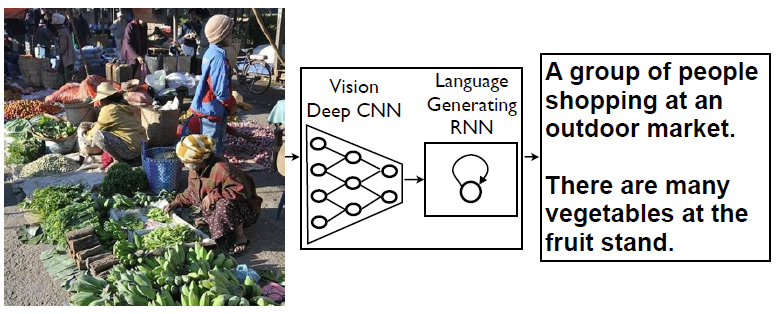 Vision
Deep CNN
Language
Generating
RNN
A group of people
shopping at an
outdoor market.
There are many
vegetables at the
fruit stand.